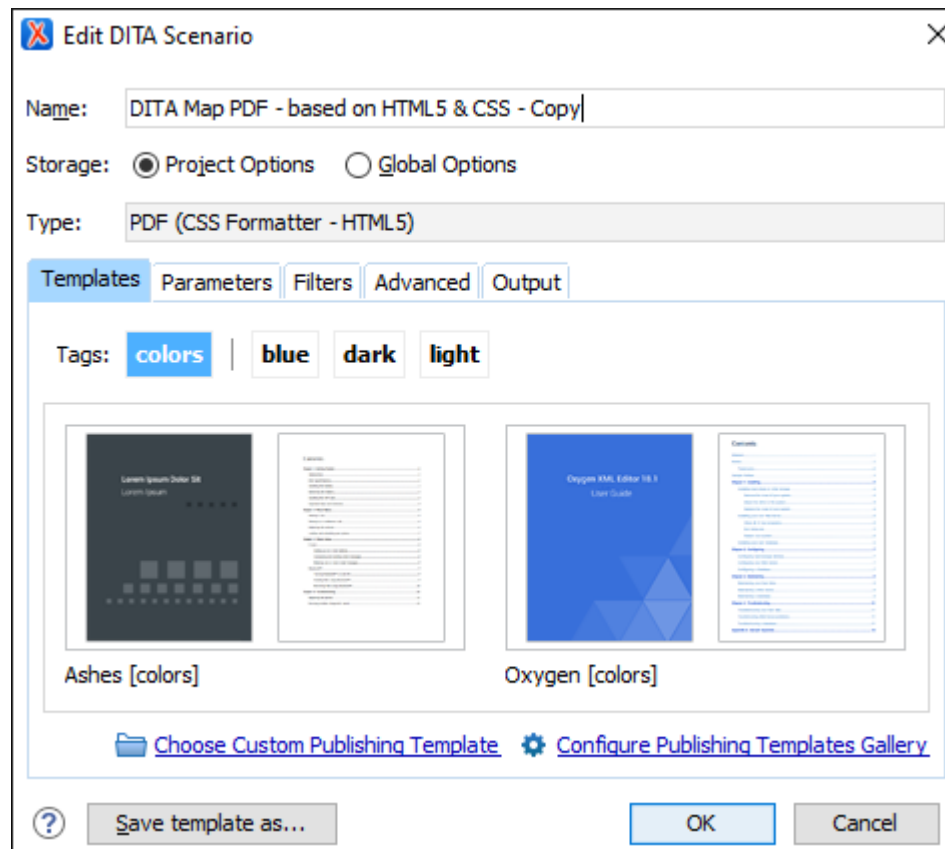 Edit DITA Scenario
Name: DITA Map PDF - based on HTML5 & CSS - Copy
Storage: Project Options Global Options
Type: PDF (CSS Formatter - HTML5)
Templates Parameters Filters Advanced Output
Tags: colors blue dark light
Lorem Ipsum Dolor Sit
Lorem Ipsum
Oxygen XML Editor 18.1
User Guide
Contents
Ashes [colors] Oxygen [colors]
Choose Custom Publishing Template Configure Publishing Templates Gallery
? Save template as... OK Cancel